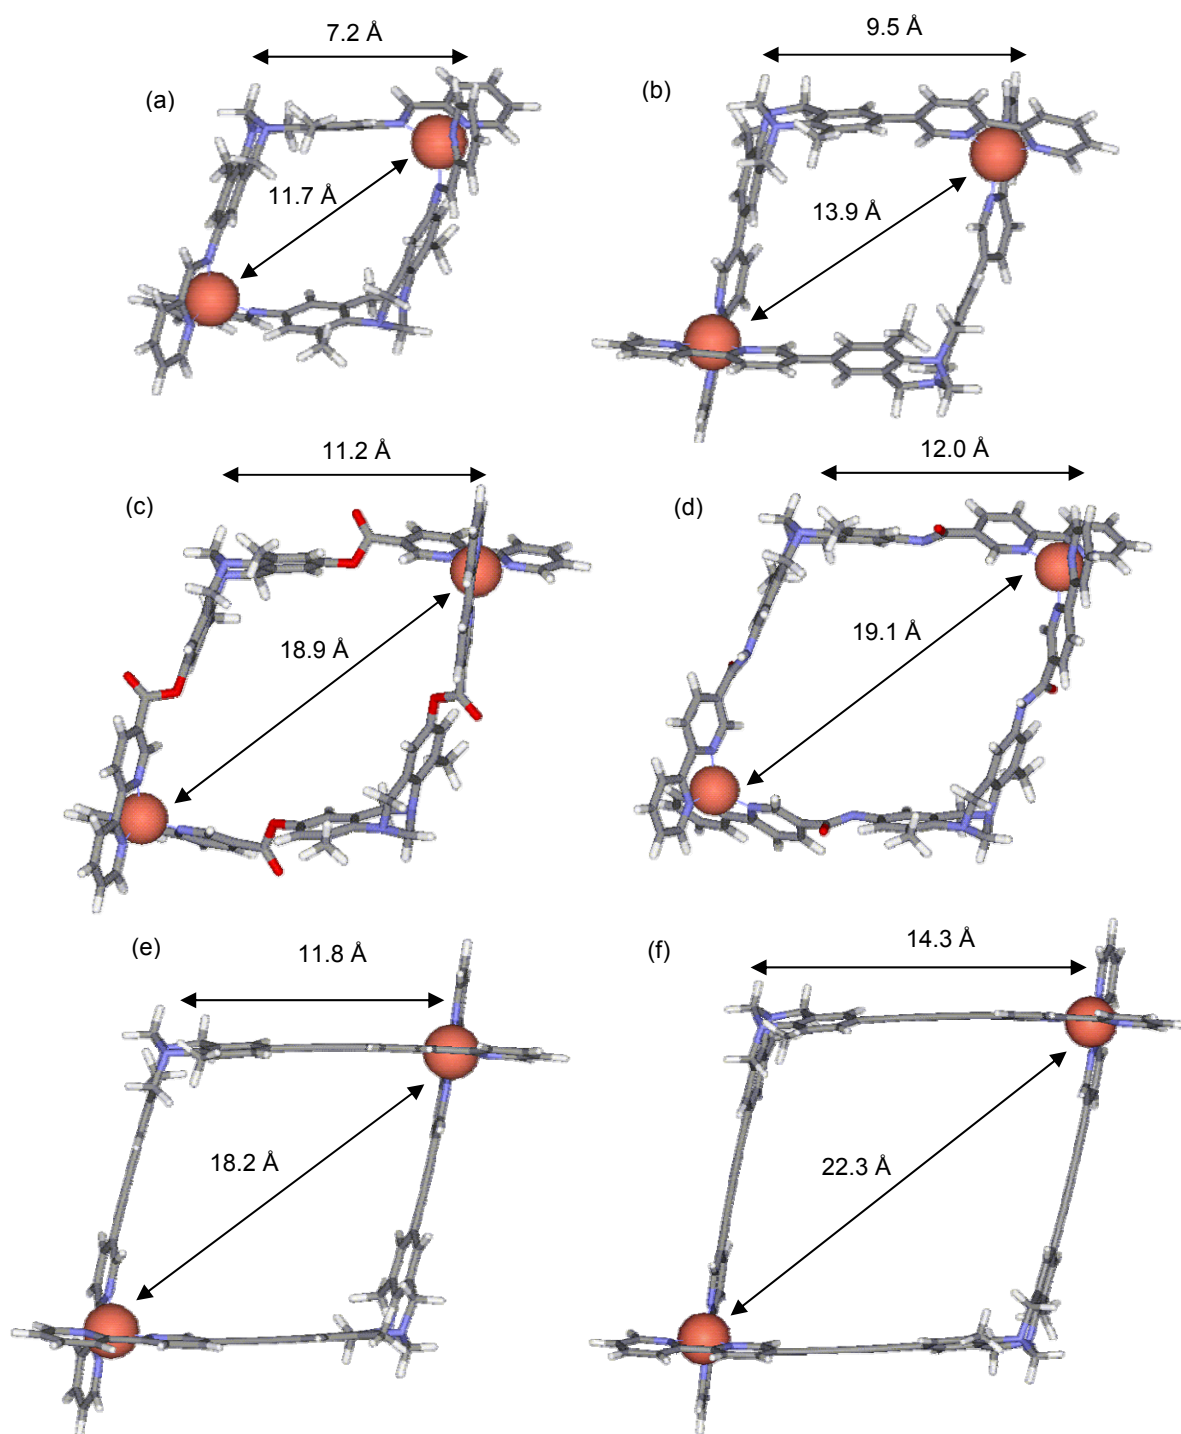 7.2 Å
9.5 Å
(a)
(b)
11.7 Å
13.9 Å
11.2 Å
12.0 Å
(c)
(d)
18.9 Å
19.1 Å
11.8 Å
14.3 Å
(e)
(f)
18.2 Å
22.3 Å